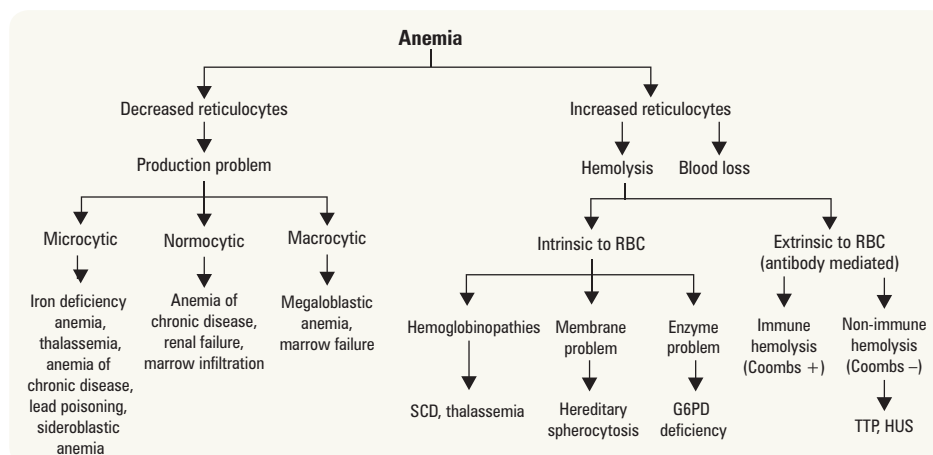 Anemia
Decreased reticulocytes
Increased reticulocytes
Production problem
Hemolysis
Blood loss
Microcytic
Normocytic
Macrocytic
Intrinsic to RBC
Extrinsic to RBC
(antibody mediated)
Iron deficiency
anemia,
thalassemia,
anemia of
chronic disease,
lead poisoning,
sideroblastic
anemia
Anemia of
chronic disease,
renal failure,
marrow infiltration
Megaloblastic
anemia,
marrow failure
Hemoglobinopathies
Membrane
problem
Enzyme
problem
Immune
hemolysis
(Coombs +)
Non-immune
hemolysis
(Coombs –)
SCD, thalassemia
Hereditary
spherocytosis
G6PD
deficiency
TTP, HUS